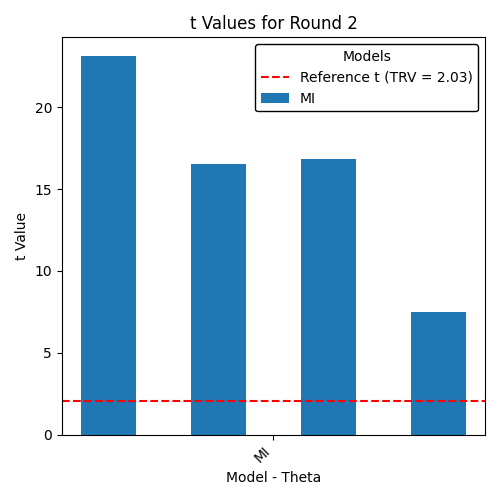 t Values for Round 2
Models
Reference t (TRV = 2.03)
MI
t Value
20
15
10
5
0
MI
Model - Theta